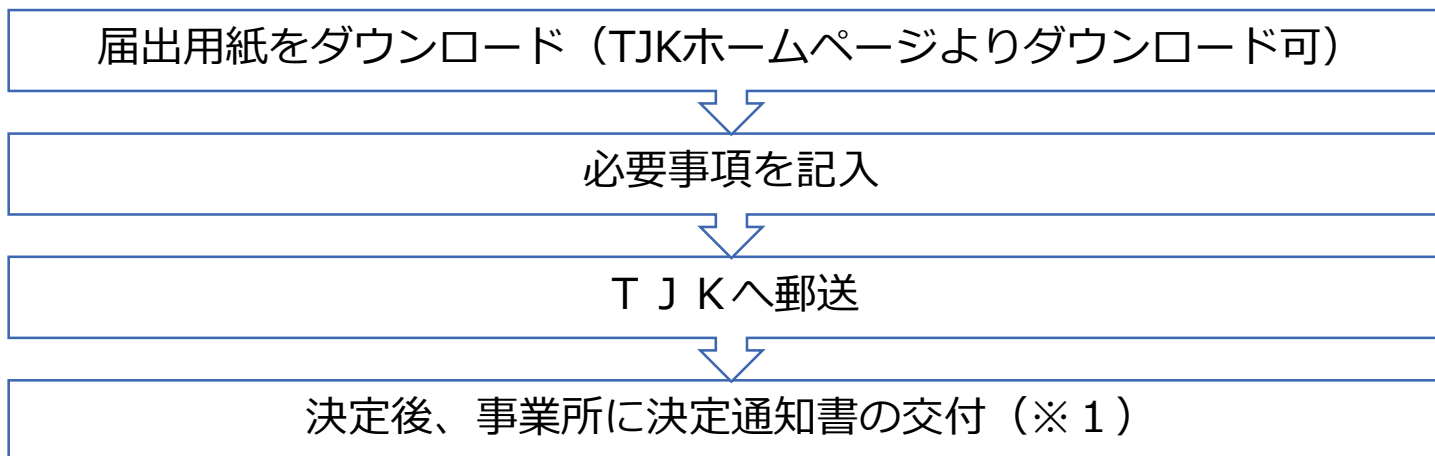 届出用紙をダウンロード（TJKホームページよりダウンロード可）
必要事項を記入
ＴＪＫへ郵送
決定後、事業所に決定通知書の交付（※１）